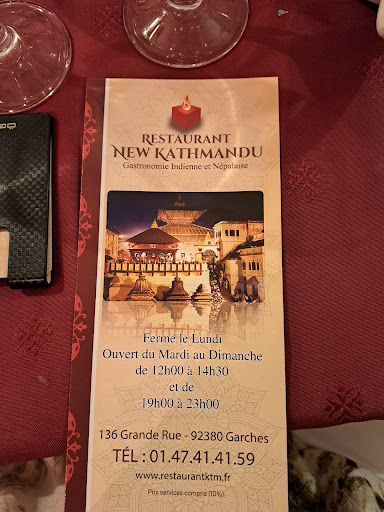 RESTAURANT
NEW KATHMANDU
Gastronomie Indienne et Népalaise
Fermé le Lundi
Ouvert du Mardi au Dimanche
de 12h00 à 14h30
et de
19h00 à 23h00
136 Grande Rue - 92380 Garches
TÉL : 01.47.41.41.59
www.restaurantktm.fr
Prix services compris (10%)